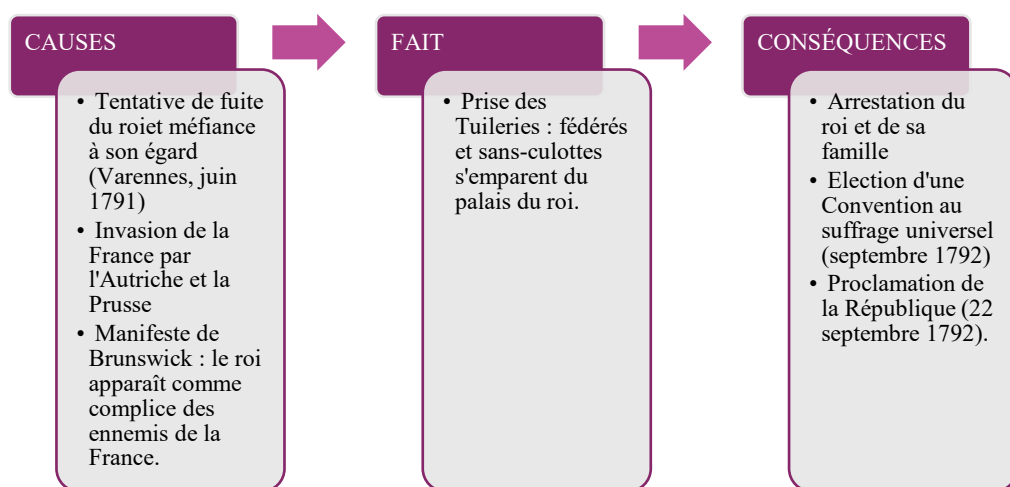 CAUSES
• Tentative de fuite
du roiet méfiance
à son égard
(Varennes, juin
1791)
• Invasion de la
France par
l'Autriche et la
Prusse
• Manifeste de
Brunswick : le roi
apparaît comme
complice des
ennemis de la
France.
FAIT
• Prise des
Tuileries : fédérés
et sans-culottes
s'emparent du
palais du roi.
CONSÉQUENCES
• Arrestation du
roi et de sa
famille
• Election d'une
Convention au
suffrage universel
(septembre 1792)
• Proclamation de
la République (22
septembre 1792).